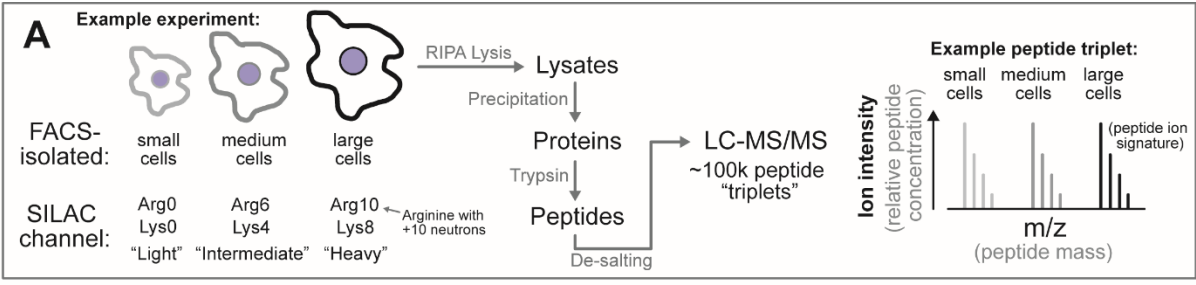 A
Example experiment:
FACS-
isolated:
small
cells
medium
cells
large
cells
SILAC
channel:
Arg0
Lys0
"Light"
Arg6
Lys4
"Intermediate"
Arg10
Lys8
"Heavy"
Arginine with
+10 neutrons
RIPA Lysis
Lysates
Precipitation
Proteins
Trypsin
Peptides
De-salting
LC-MS/MS
~100k peptide
"triplets"
Example peptide triplet:
small
cells
medium
cells
large
cells
Ion intensity
(relative peptide
concentration)
(peptide ion
signature)
m/z
(peptide mass)